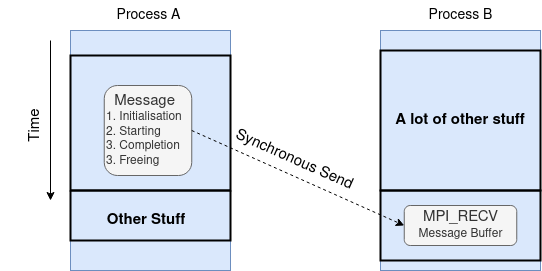 Process A
Process B
Time
Message
1. Initialisation
2. Starting
3. Completion
3. Freeing
Synchronous Send
A lot of other stuff
Other Stuff
MPI_RECV
Message Buffer